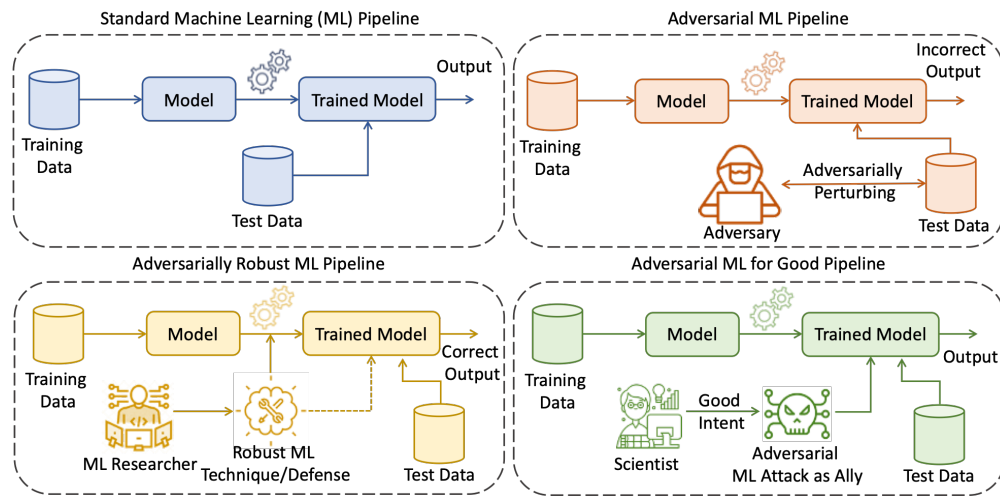 Standard Machine Learning (ML) Pipeline
Training
Data
Model
Trained Model
Output
Test Data
Adversarial ML Pipeline
Training
Data
Model
Trained Model
Incorrect
Output
Adversary
Adversarially
Perturbing
Test Data
Adversarially Robust ML Pipeline
Training
Data
Model
Trained Model
Correct
Output
ML Researcher
Robust ML
Technique/Defense
Test Data
Adversarial ML for Good Pipeline
Training
Data
Model
Trained Model
Output
Scientist
Good
Intent
Adversarial
ML Attack as Ally
Test Data